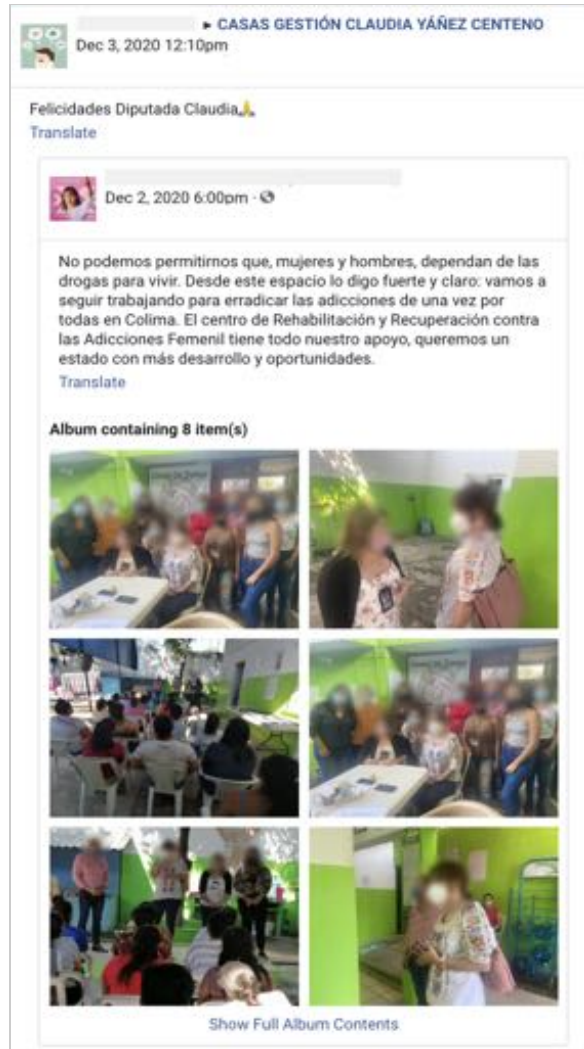 ▸ CASAS GESTIÓN CLAUDIA YÁÑEZ CENTENO
Dec 3, 2020 12:10pm
Felicidades Diputada Claudia🙏
Translate
Dec 2, 2020 6:00pm ·
No podemos permitirnos que, mujeres y hombres, dependan de las
drogas para vivir. Desde este espacio lo digo fuerte y claro: vamos a
seguir trabajando para erradicar las adicciones de una vez por
todas en Colima. El centro de Rehabilitación y Recuperación contra
las Adicciones Femenil tiene todo nuestro apoyo, queremos un
estado con más desarrollo y oportunidades.
Translate
Album containing 8 item(s)
Show Full Album Contents